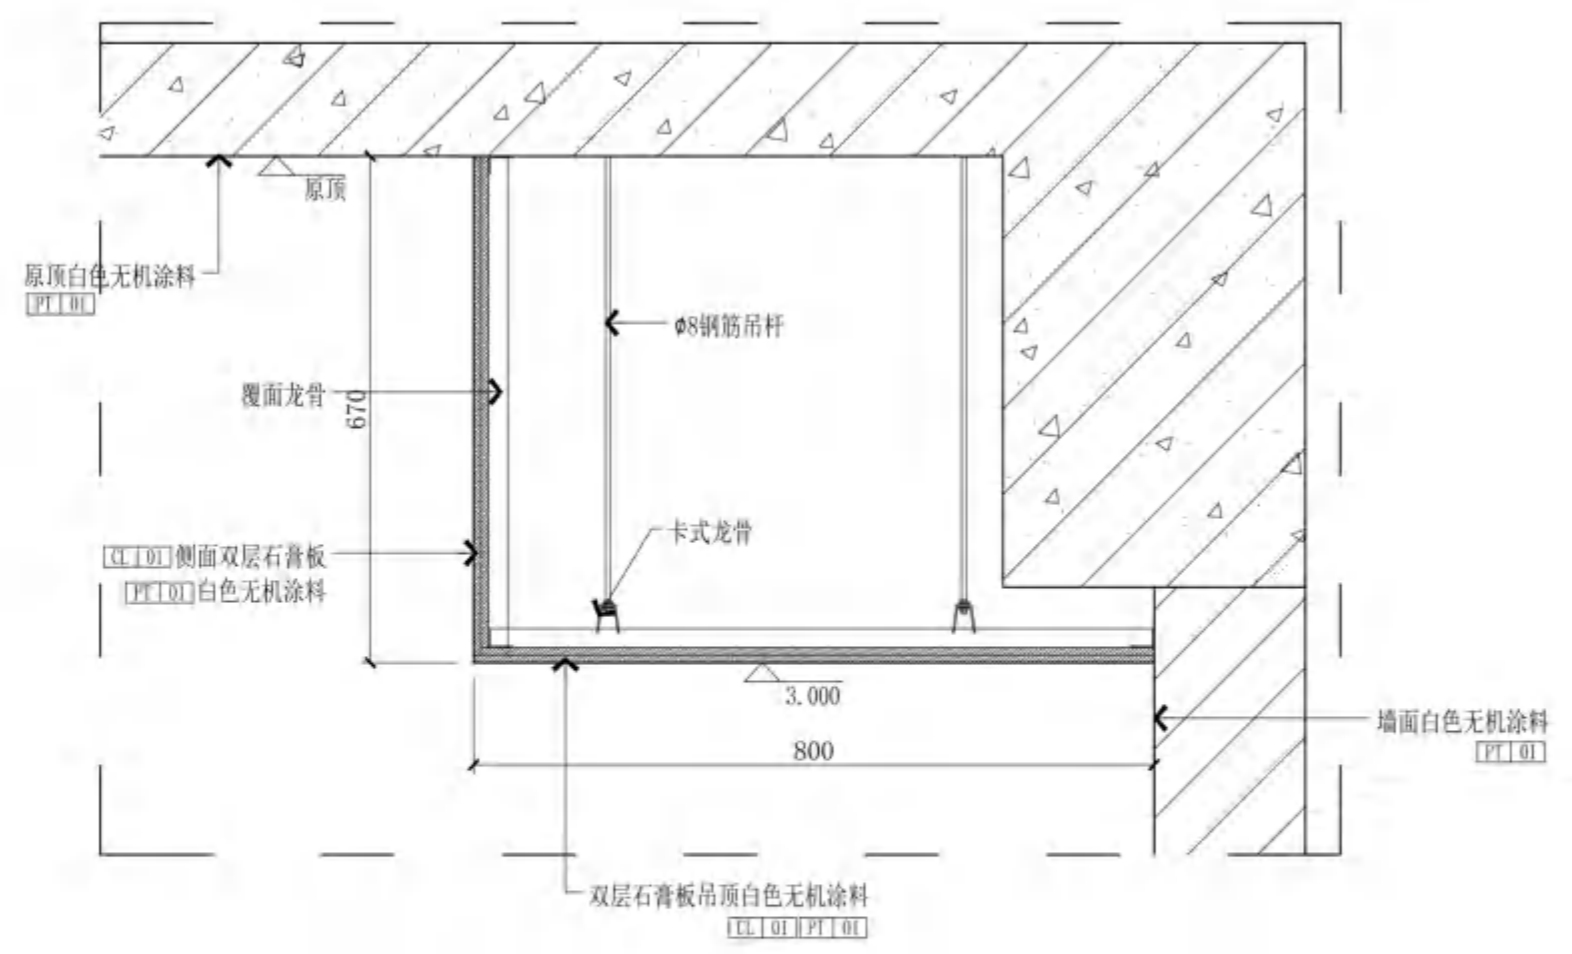 原顶
原顶白色无机涂料
PT 01
φ8钢筋吊杆
覆面龙骨
670
卡式龙骨
CL 01 侧面双层石膏板
PT 01 白色无机涂料
3.000
墙面白色无机涂料
PT 01
800
双层石膏板吊顶白色无机涂料
CL 01 PT 01